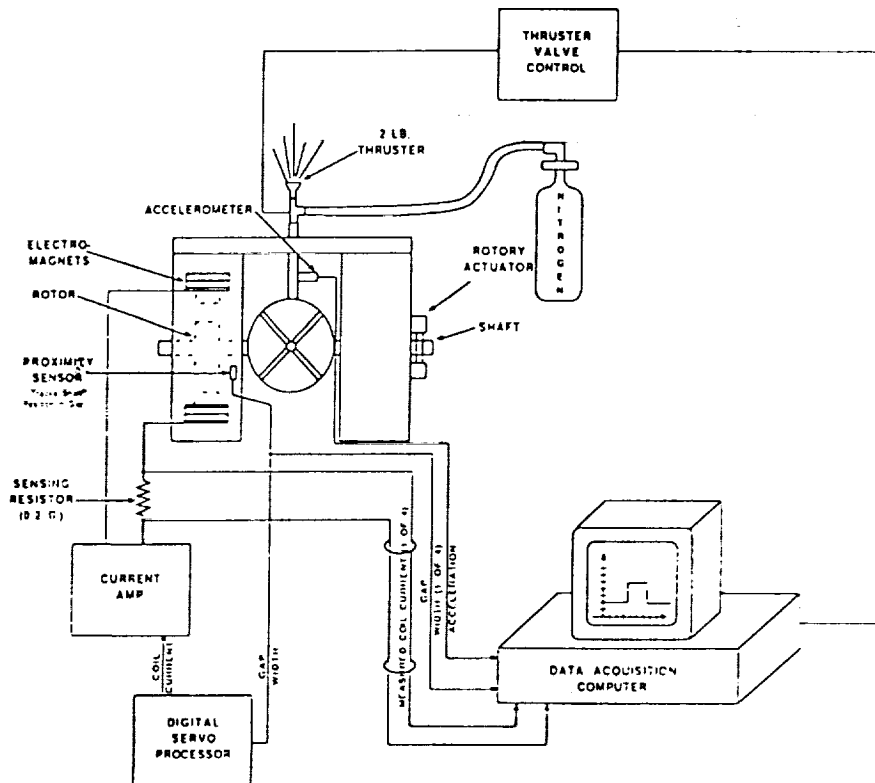 THRUSTER
VALVE
CONTROL
2 LB.
THRUSTER
ACCELEROMETER
NITROGEN
ELECTRO-
MAGNETS
ROTORY
ACTUATOR
ROTOR
SHAFT
PROXIMITY
SENSOR
SENSING
RESISTOR
CURRENT
AMP
MEASURED COIL CURRENT (1 OF 4)
GAP
WIDTH (1 OF 4)
ACCELERATION
COIL
CURRENT
GAP
WIDTH
DATA ACQUISITION
COMPUTER
DIGITAL
SERVO
PROCESSOR